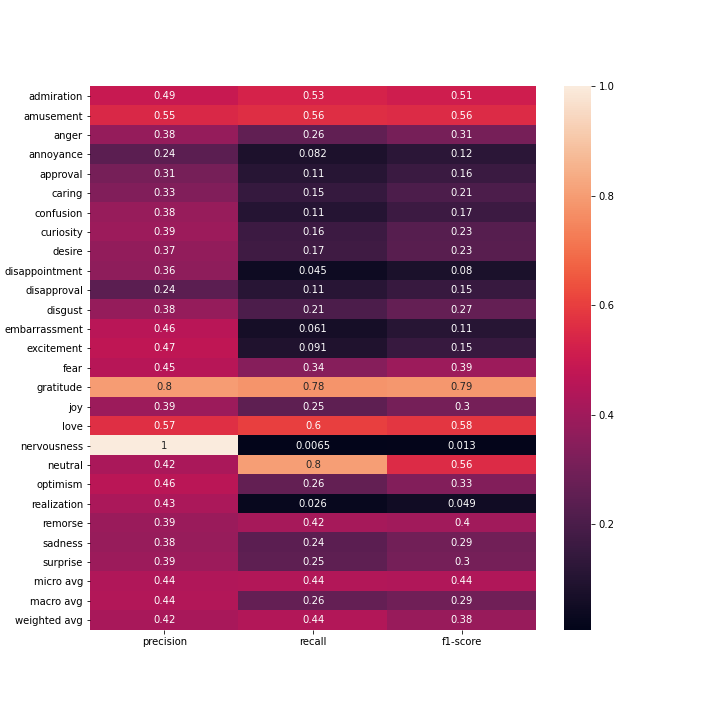 admiration 0.49 0.53 0.51
amusement 0.55 0.56 0.56
anger 0.38 0.26 0.31
annoyance 0.24 0.082 0.12
approval 0.31 0.11 0.16
caring 0.33 0.15 0.21
confusion 0.38 0.11 0.17
curiosity 0.39 0.16 0.23
desire 0.37 0.17 0.23
disappointment 0.36 0.045 0.08
disapproval 0.24 0.11 0.15
disgust 0.38 0.21 0.27
embarrassment 0.46 0.061 0.11
excitement 0.47 0.091 0.15
fear 0.45 0.34 0.39
gratitude 0.8 0.78 0.79
joy 0.39 0.25 0.3
love 0.57 0.6 0.58
nervousness 1 0.0065 0.013
neutral 0.42 0.8 0.56
optimism 0.46 0.26 0.33
realization 0.43 0.026 0.049
remorse 0.39 0.42 0.4
sadness 0.38 0.24 0.29
surprise 0.39 0.25 0.3
micro avg 0.44 0.44 0.44
macro avg 0.44 0.26 0.29
weighted avg 0.42 0.44 0.38
precision recall f1-score
1.0
0.8
0.6
0.4
0.2